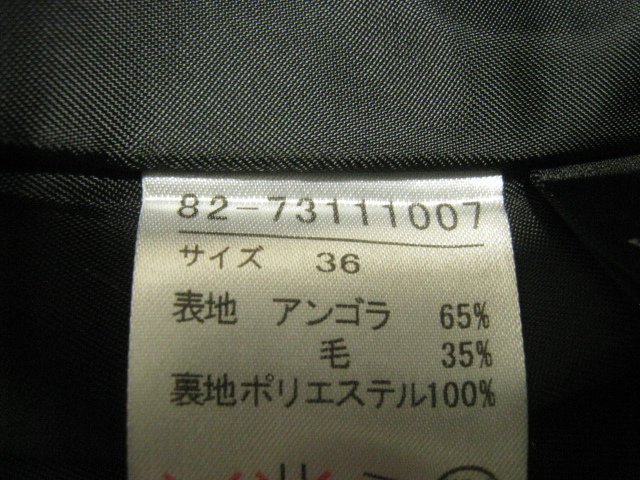 82-73111007
サイズ 36
表地 アンゴラ 65%
毛 35%
裏地ポリエステル100%